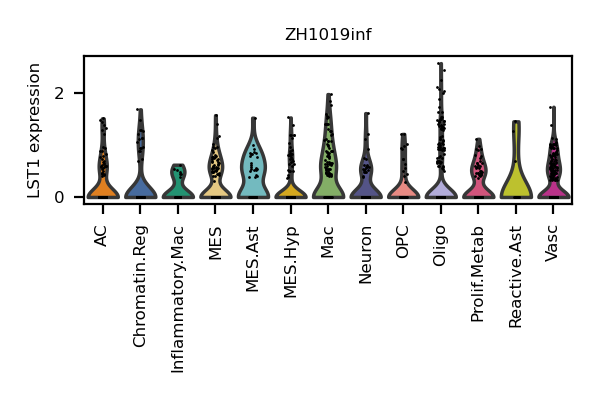 ZH1019inf
LST1 expression
2
0
AC
Chromatin.Reg
Inflammatory.Mac
MES
MES.Ast
MES.Hyp
Mac
Neuron
OPC
Oligo
Prolif.Metab
Reactive.Ast
Vasc